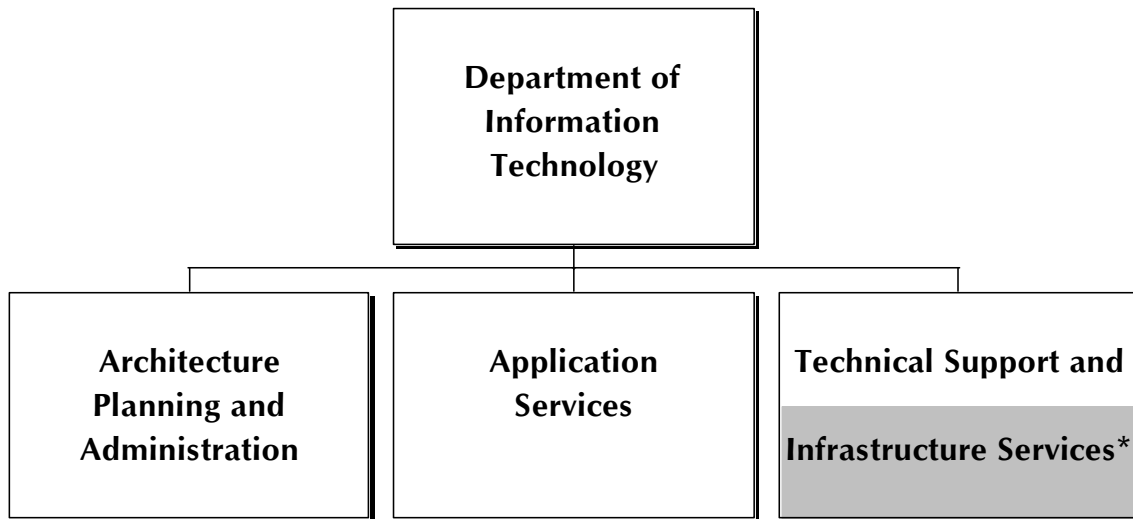 Department of
Information
Technology
Architecture
Planning and
Administration
Application
Services
Technical Support and
Infrastructure Services*